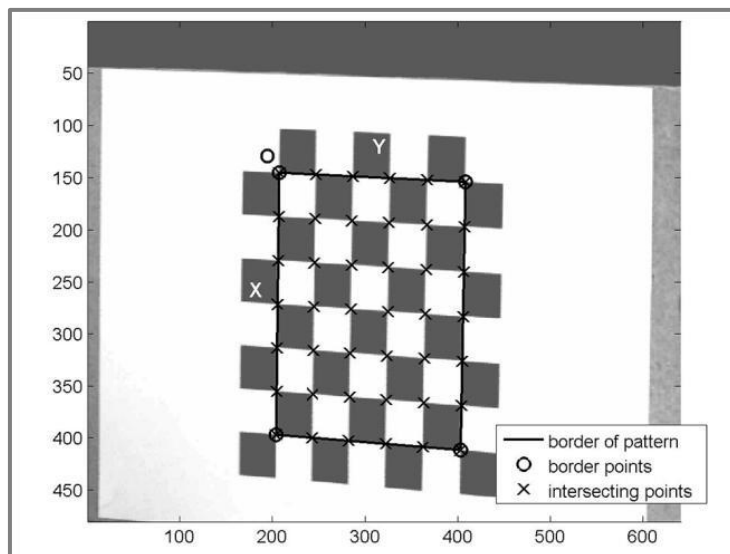 50
100
O
Y
150
200
250
X
300
350
400
border of pattern
border points
450
intersecting points
100 200 300 400 500 600